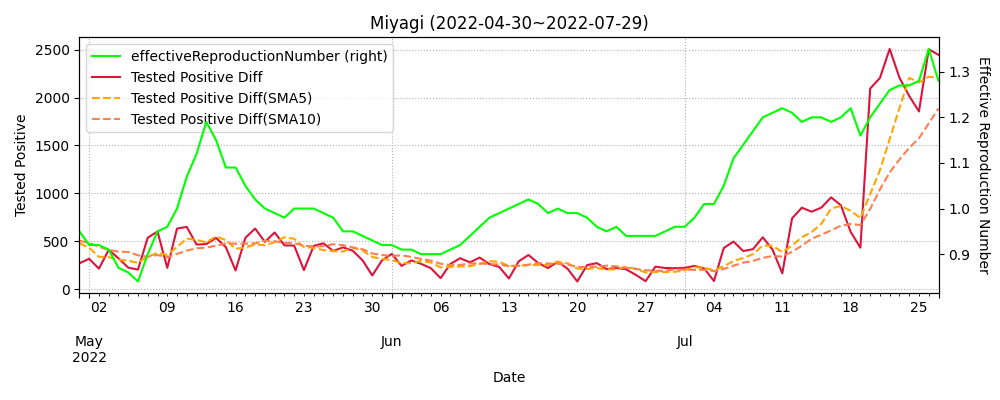 Miyagi (2022-04-30~2022-07-29)
effectiveReproductionNumber (right)
Tested Positive Diff
Tested Positive Diff(SMA5)
Tested Positive Diff(SMA10)
Tested Positive
2500
2000
1500
1000
500
0
1.3
1.2
1.1
1.0
0.9
Effective Reproduction Number
02 09 16 23 30 06 13 20 27 04 11 18 25
May Jun Jul
2022
Date